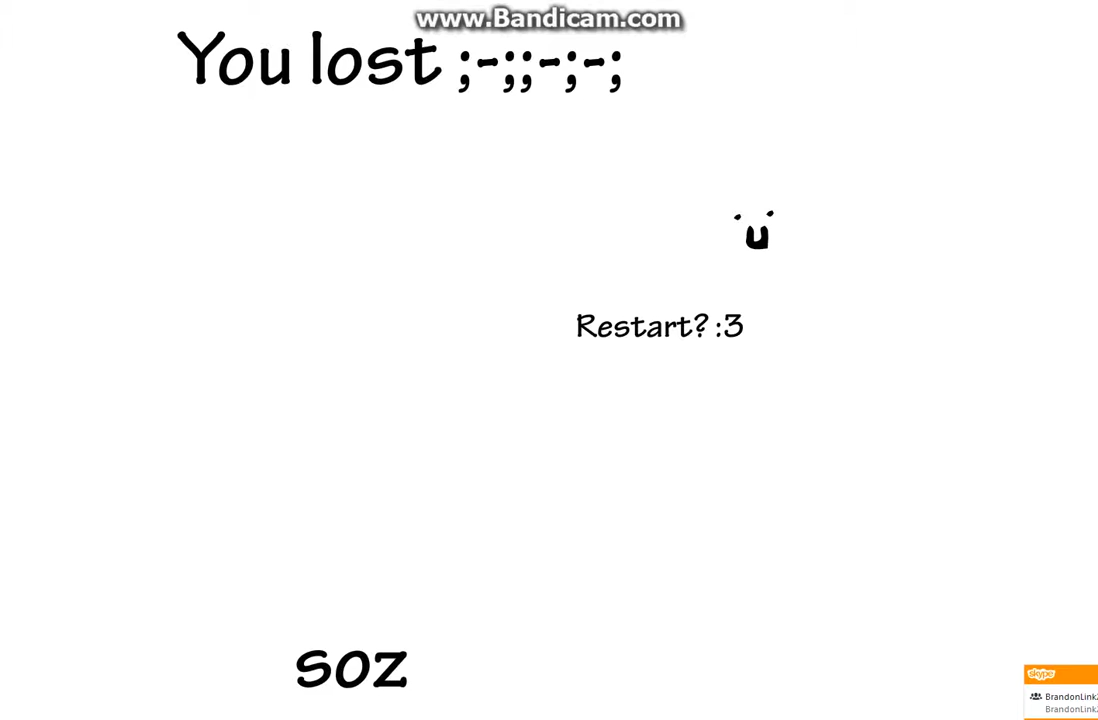 www.Bandicam.com
You lost ;-;;-;-;
u
Restart? :3
soz
skype
BrandonLink
BrandonLink